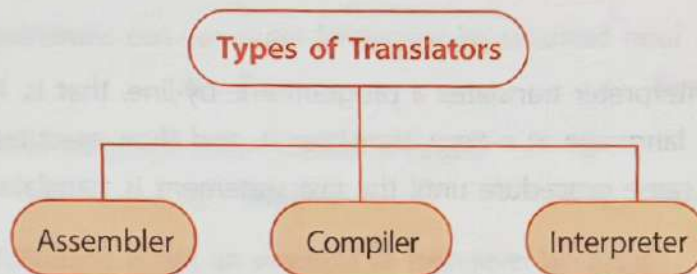 Types of Translators
Assembler
Compiler
Interpreter